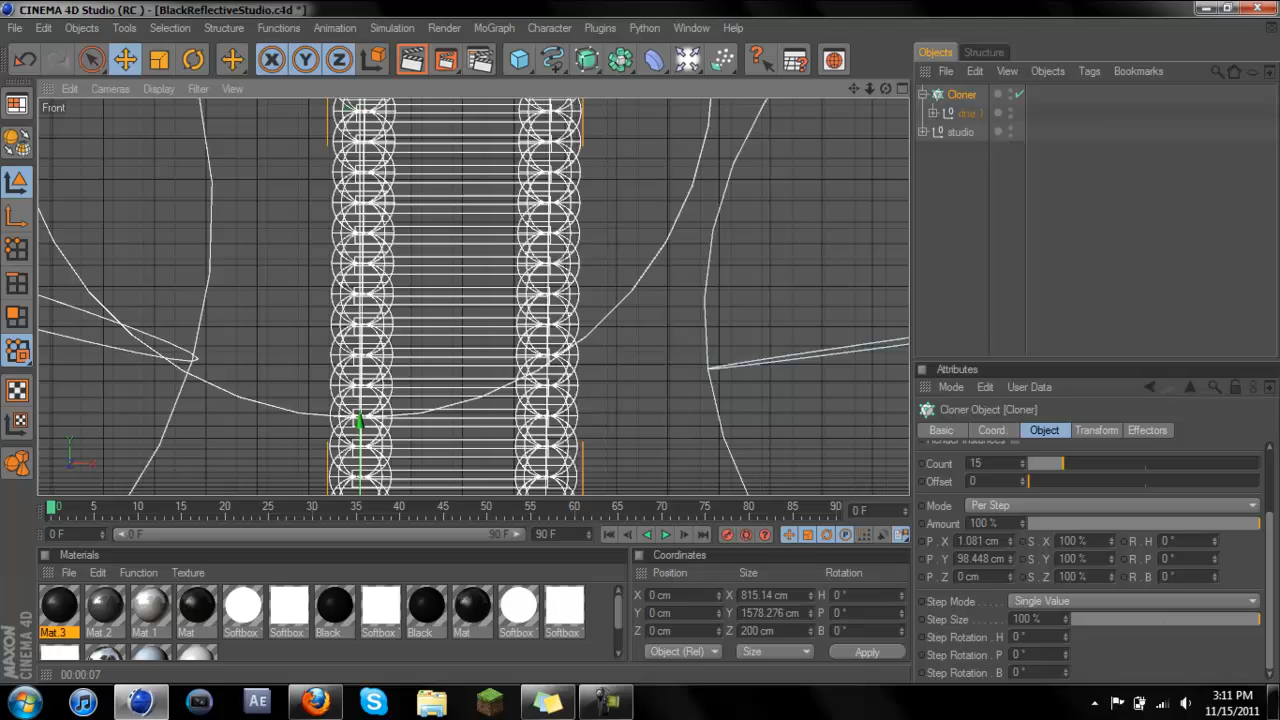 CINEMA 4D Studio (RC ) - [BlackReflectiveStudio.c4d *]
File Edit Objects Tools Selection Structure Functions Animation Simulation Render MoGraph Character Plugins Python Window Help
Objects Structure
File Edit View Objects Tags Bookmarks
Edit Cameras Display Filter View
Front
Cloner
dna 1
studio
Y
X
Attributes
Mode Edit User Data
Cloner Object [Cloner]
Basic Coord. Object Transform Effectors
Render Instances
Count 15
Offset 0
Mode Per Step
Amount 100 %
P . X 1.081 cm S . X 100 % R . H 0 °
P . Y 98.448 cm S . Y 100 % R . P 0 °
P . Z 0 cm S . Z 100 % R . B 0 °
Step Mode Single Value
Step Size 100 %
Step Rotation . H 0 °
Step Rotation . P 0 °
Step Rotation . B 0 °
0 5 10 15 20 25 30 35 40 45 50 55 60 65 70 75 80 85 90 0 F
0 F 0 F 90 F 90 F
Materials
File Edit Function Texture
Mat.3 Mat.2 Mat.1 Mat Softbox Softbox Black Softbox Black Mat Softbox Softbox
Coordinates
Position Size Rotation
X 0 cm X 815.14 cm H 0 °
Y 0 cm Y 1578.276 cm P 0 °
Z 0 cm Z 200 cm B 0 °
Object (Rel) Size Apply
MAXON
CINEMA 4D
00:00:07
Ae
3:11 PM
11/15/2011